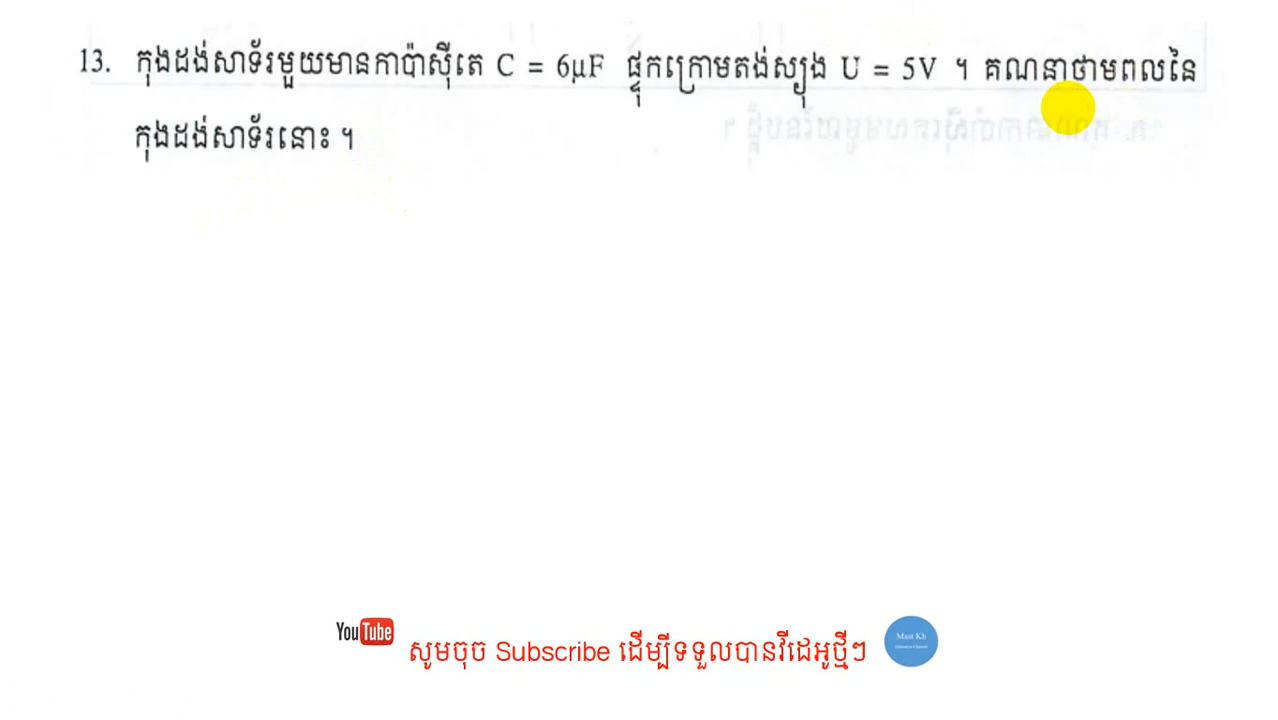 13. កុងដង់សាទ័រមួយមានកាប៉ាស៊ីតេ C = 6μF ផ្ទុកក្រោមតង់ស្យុង U = 5V ។ គណនាថាមពលនៃ
កុងដង់សាទ័រនោះ ។
YouTube
សូមចុច Subscribe ដើម្បីទទួលបានវីដេអូថ្មីៗ